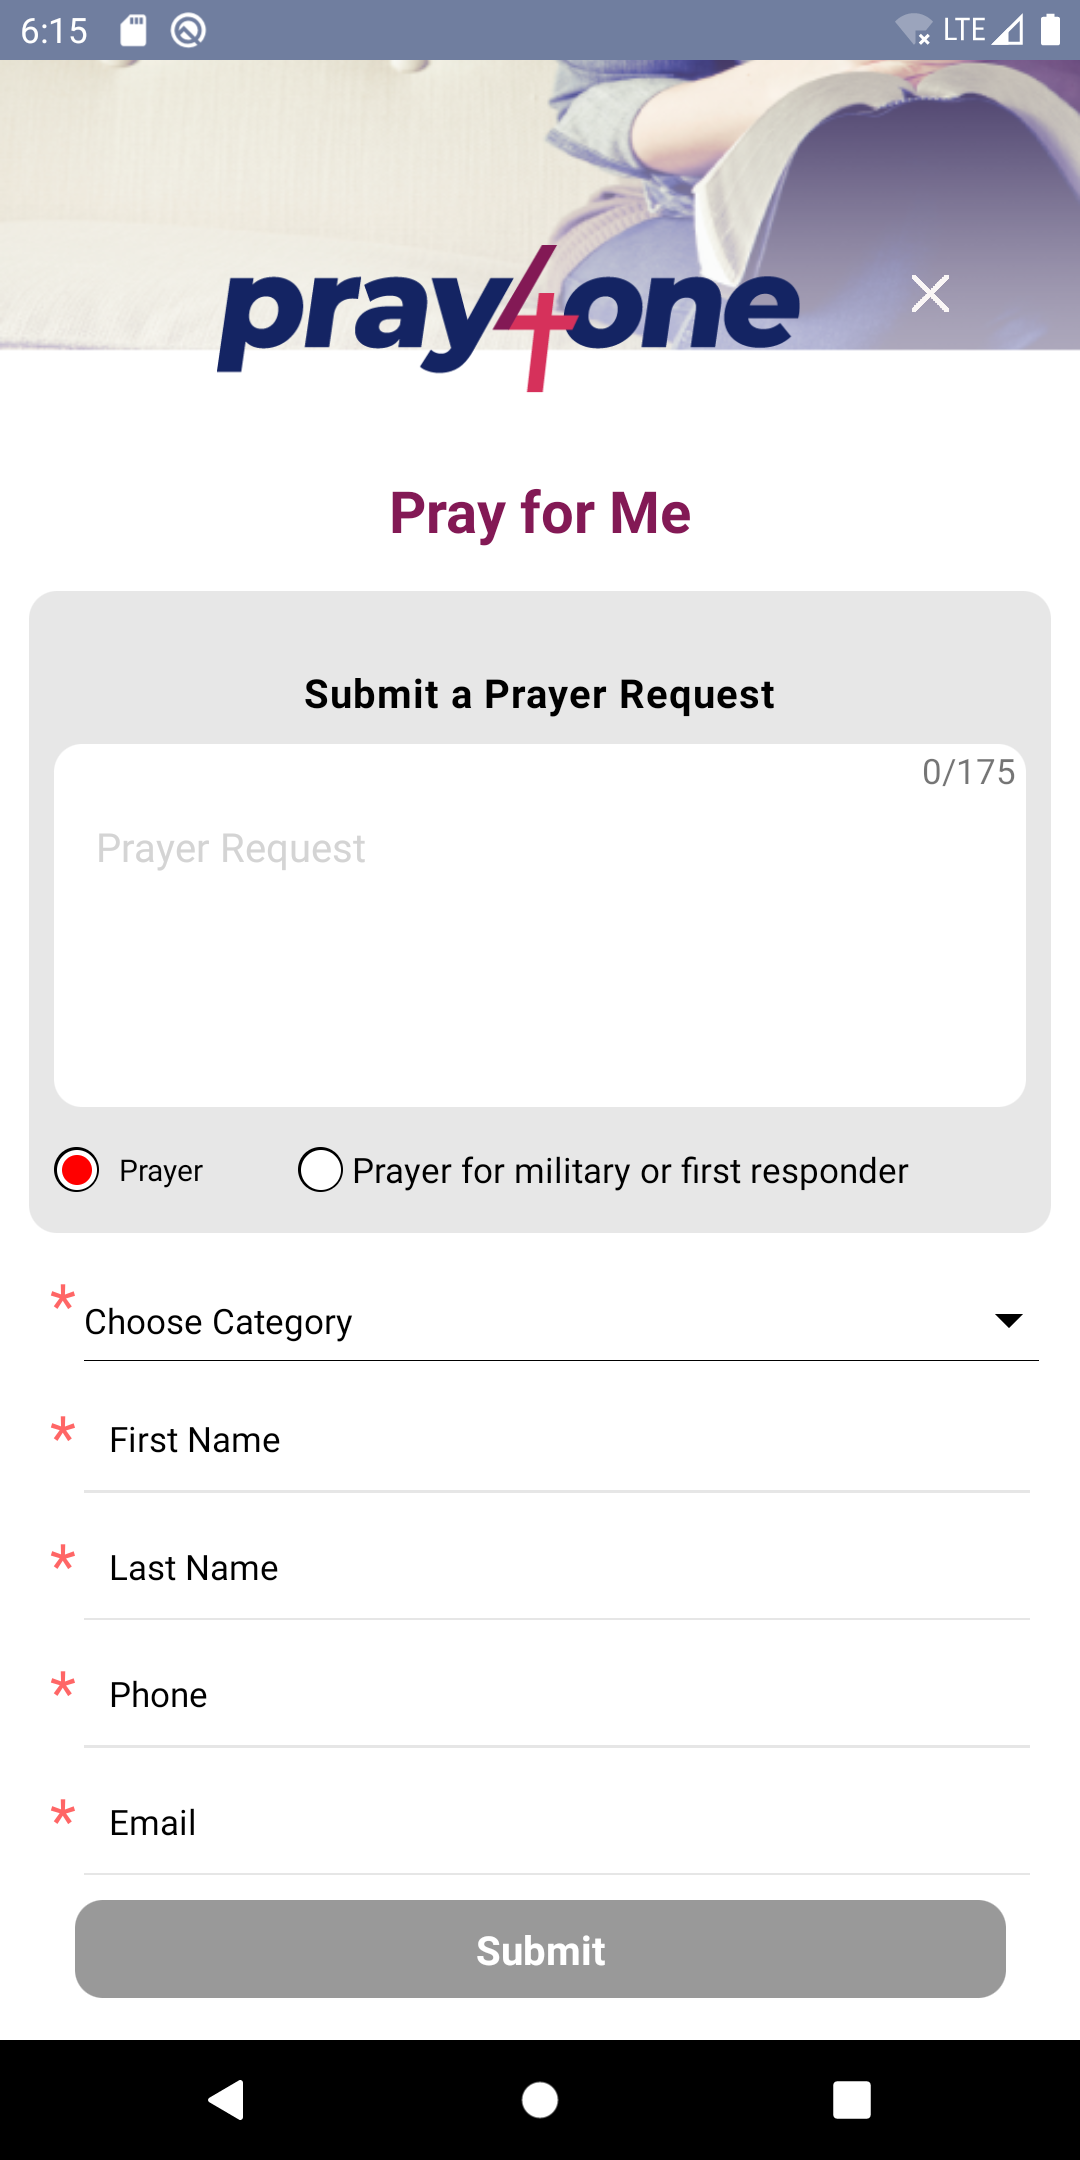 6:15 LTE
pray4one
Pray for Me
Submit a Prayer Request
0/175
Prayer Request
Prayer Prayer for military or first responder
* Choose Category
* First Name
* Last Name
* Phone
* Email
Submit